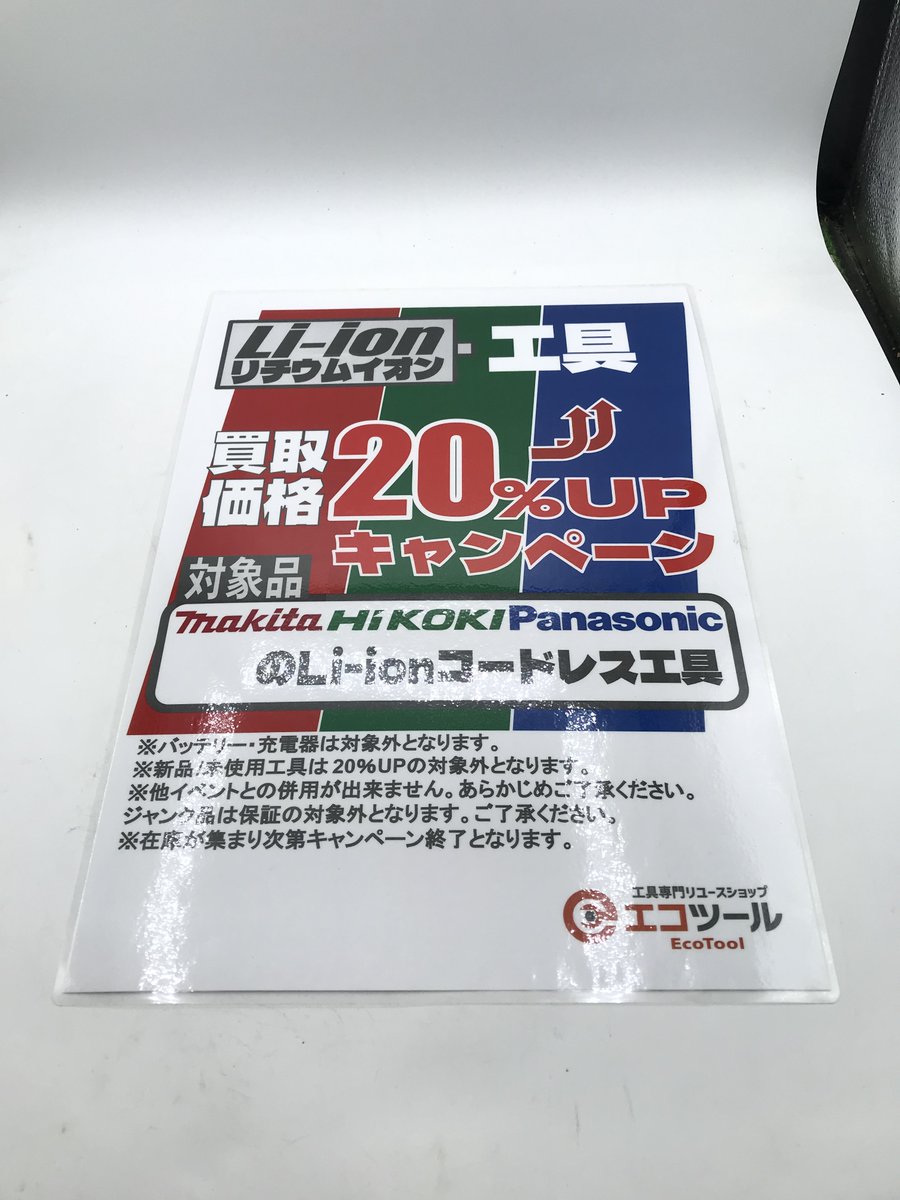 Li-ion
リチウムイオン・工具
買取
価格
20%UP
キャンペーン
対象品
makita HiKOKI Panasonic
のLi-ionコードレス工具
※バッテリー・充電器は対象外となります。
※新品/未使用工具は20%UPの対象外となります。
※他イベントとの併用が出来ません。あらかじめご了承ください。
ジャンク品は保証の対象外となります。ご了承ください。
※在庫が集まり次第キャンペーン終了となります。
工具専門リユースショップ
エコツール
EcoTool